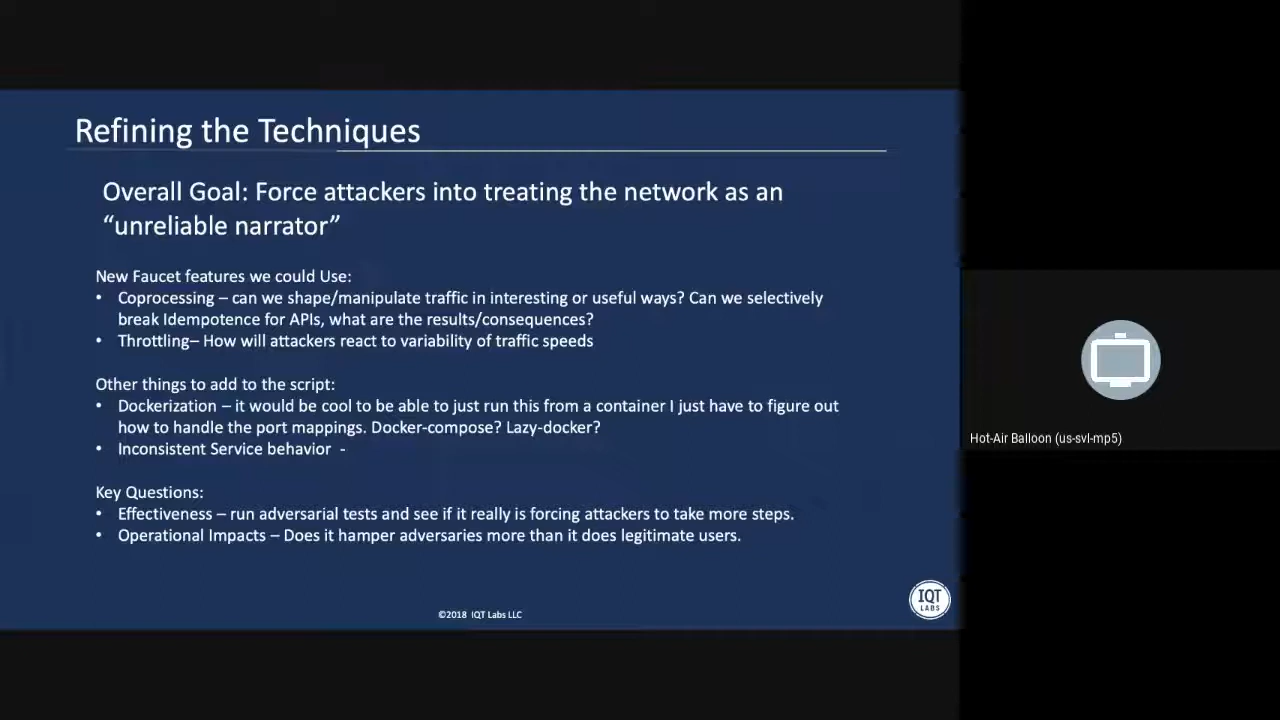 Refining the Techniques
Overall Goal: Force attackers into treating the network as an
“unreliable narrator”
New Faucet features we could Use:
• Coprocessing – can we shape/manipulate traffic in interesting or useful ways? Can we selectively
break Idempotence for APIs, what are the results/consequences?
• Throttling– How will attackers react to variability of traffic speeds
Other things to add to the script:
• Dockerization – it would be cool to be able to just run this from a container I just have to figure out
how to handle the port mappings. Docker-compose? Lazy-docker?
• Inconsistent Service behavior -
Key Questions:
• Effectiveness – run adversarial tests and see if it really is forcing attackers to take more steps.
• Operational Impacts – Does it hamper adversaries more than it does legitimate users.
©2018 IQT Labs LLC
IQT
LABS
Hot-Air Balloon (us-svl-mp5)